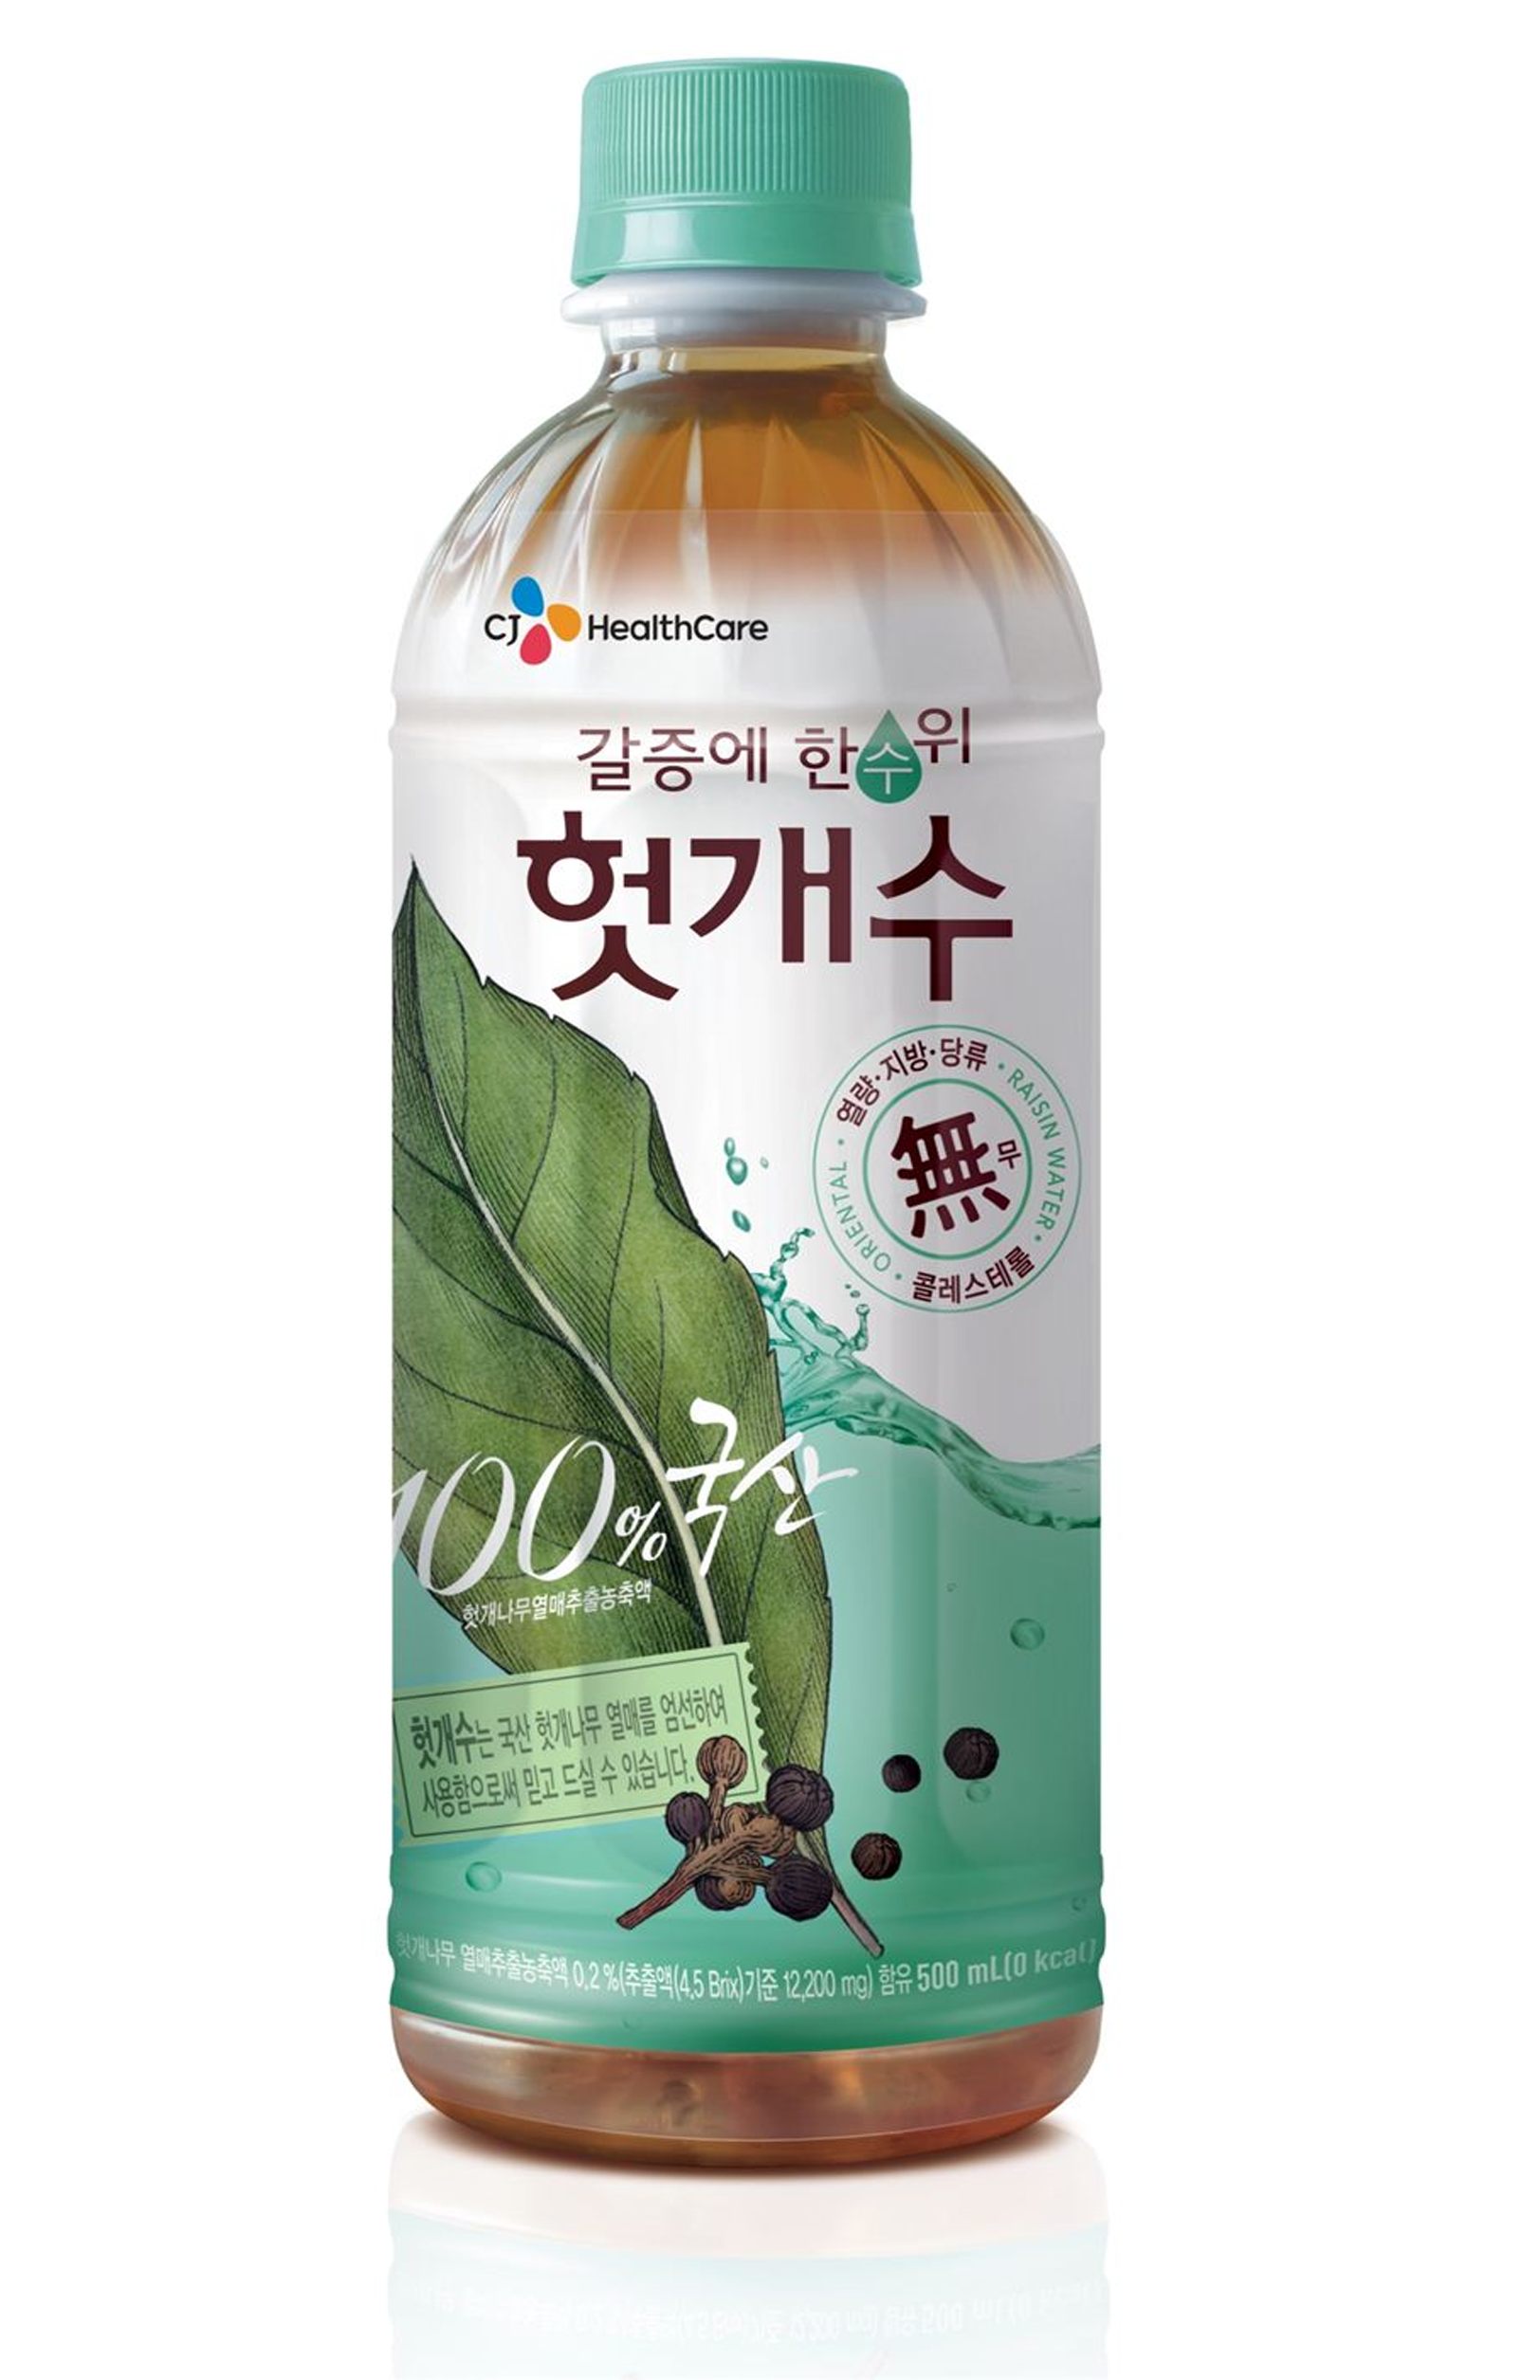 CJ HealthCare
갈증에 한수위
헛개수
열량·지방·당류 • RAISIN WATER • 콜레스테롤 • ORIENTAL •
無 무
100% 국산
헛개나무열매추출농축액
헛개수는 국산 헛개나무 열매를 엄선하여
사용함으로써 믿고 드실 수 있습니다.
헛개나무 열매추출농축액 0.2%(추출액(4.5 Brix)기준 12,200 mg) 함유 500 mL(0 kcal)